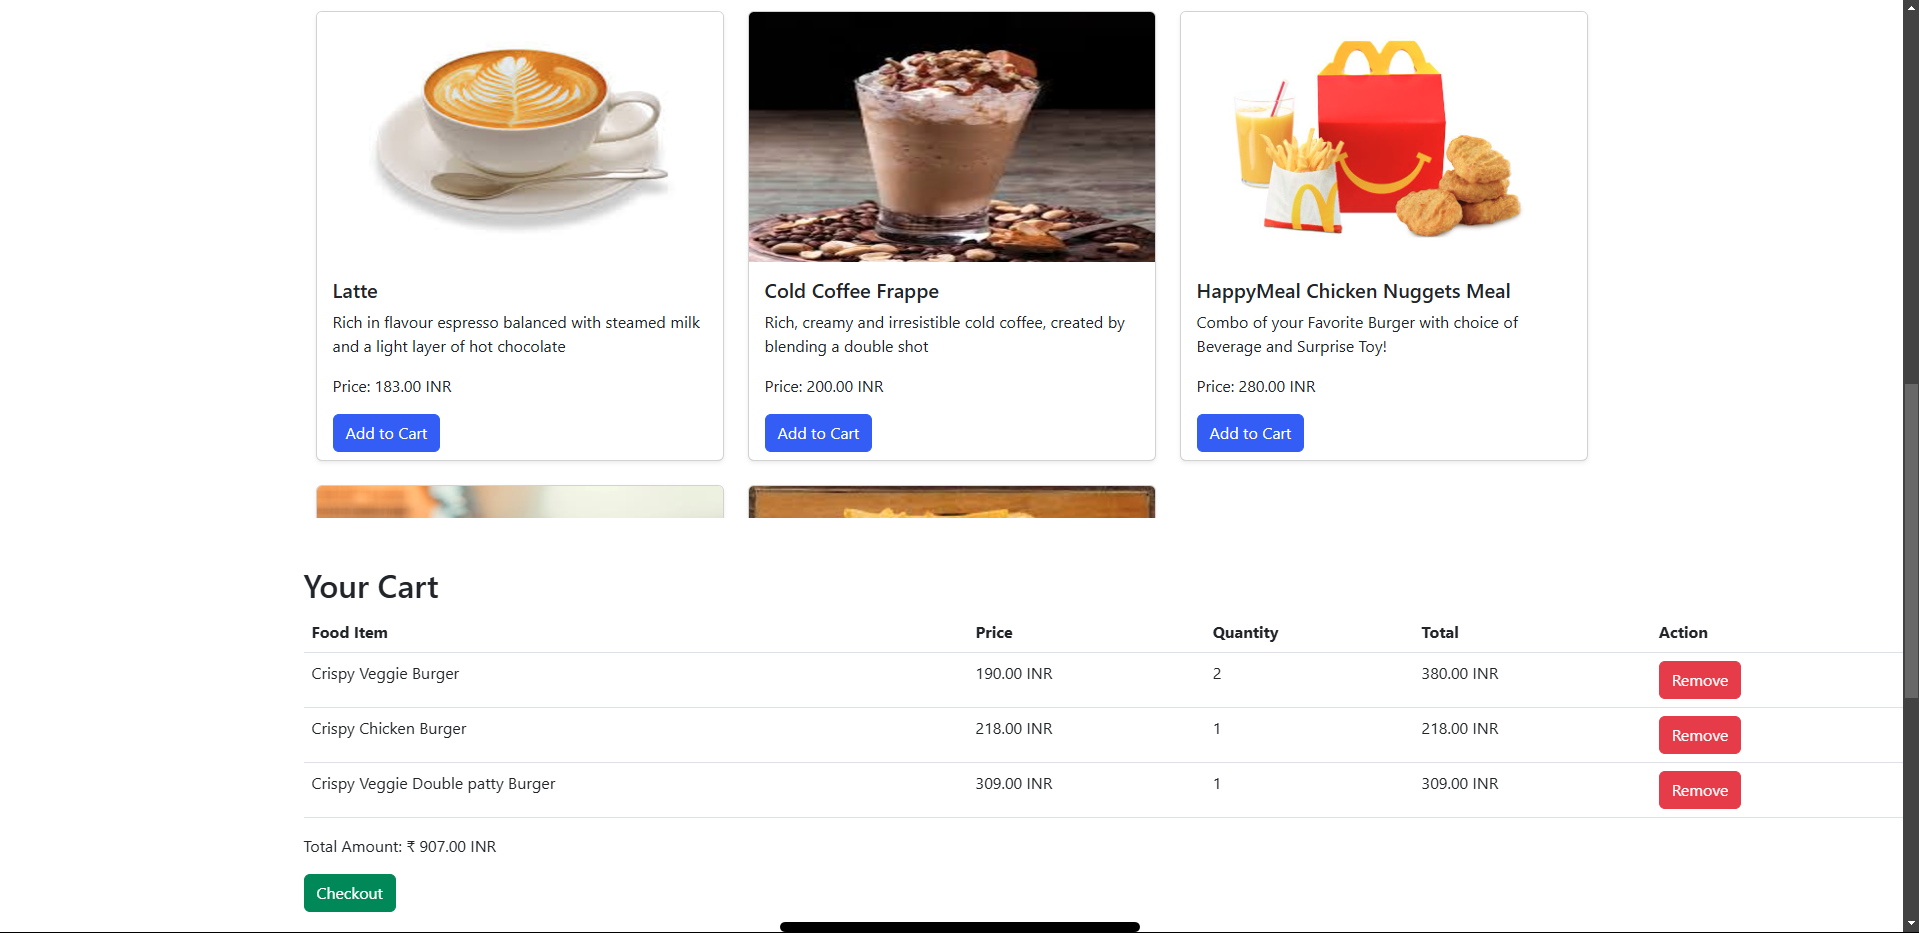 Latte
Rich in flavour espresso balanced with steamed milk
and a light layer of hot chocolate
Price: 183.00 INR
Add to Cart
Cold Coffee Frappe
Rich, creamy and irresistible cold coffee, created by
blending a double shot
Price: 200.00 INR
Add to Cart
HappyMeal Chicken Nuggets Meal
Combo of your Favorite Burger with choice of
Beverage and Surprise Toy!
Price: 280.00 INR
Add to Cart
Your Cart
Food Item Price Quantity Total Action
Crispy Veggie Burger 190.00 INR 2 380.00 INR Remove
Crispy Chicken Burger 218.00 INR 1 218.00 INR Remove
Crispy Veggie Double patty Burger 309.00 INR 1 309.00 INR Remove
Total Amount: ₹ 907.00 INR
Checkout